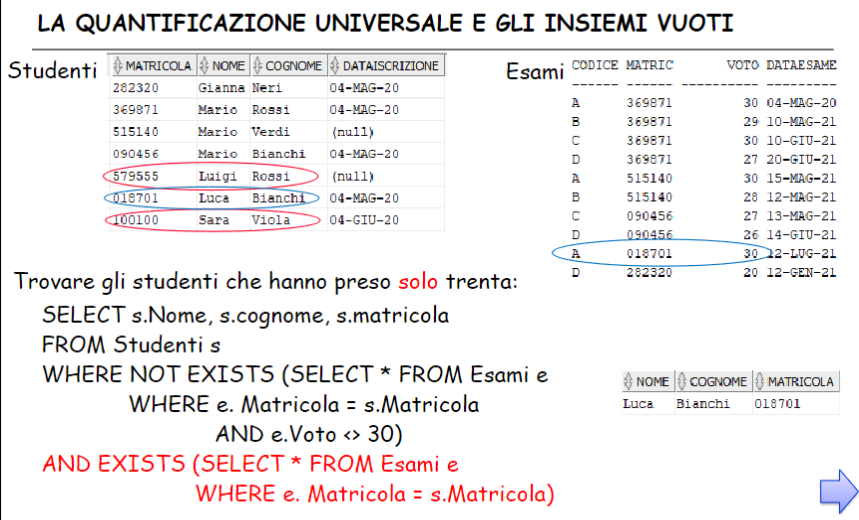 LA QUANTIFICAZIONE UNIVERSALE E GLI INSIEMI VUOTI
Studenti
MATRICOLA NOME COGNOME DATAISCRIZIONE
282320 Gianna Neri 04-MAG-20
369871 Mario Rossi 04-MAG-20
515140 Mario Verdi (null)
090456 Mario Bianchi 04-MAG-20
579555 Luigi Rossi (null)
018701 Luca Bianchi 04-MAG-20
100100 Sara Viola 04-GIU-20
Esami
CODICE MATRIC VOTO DATAESAME
------ ------ ---------- ---------
A 369871 30 04-MAG-20
B 369871 29 10-MAG-21
C 369871 30 10-GIU-21
D 369871 27 20-GIU-21
A 515140 30 15-MAG-21
B 515140 28 12-MAG-21
C 090456 27 13-MAG-21
D 090456 26 14-GIU-21
A 018701 30 22-LUG-21
D 282320 20 12-GEN-21
Trovare gli studenti che hanno preso solo trenta:
SELECT s.Nome, s.cognome, s.matricola
FROM Studenti s
WHERE NOT EXISTS (SELECT * FROM Esami e
WHERE e. Matricola = s.Matricola
AND e.Voto <> 30)
AND EXISTS (SELECT * FROM Esami e
WHERE e. Matricola = s.Matricola)
NOME COGNOME MATRICOLA
Luca Bianchi 018701